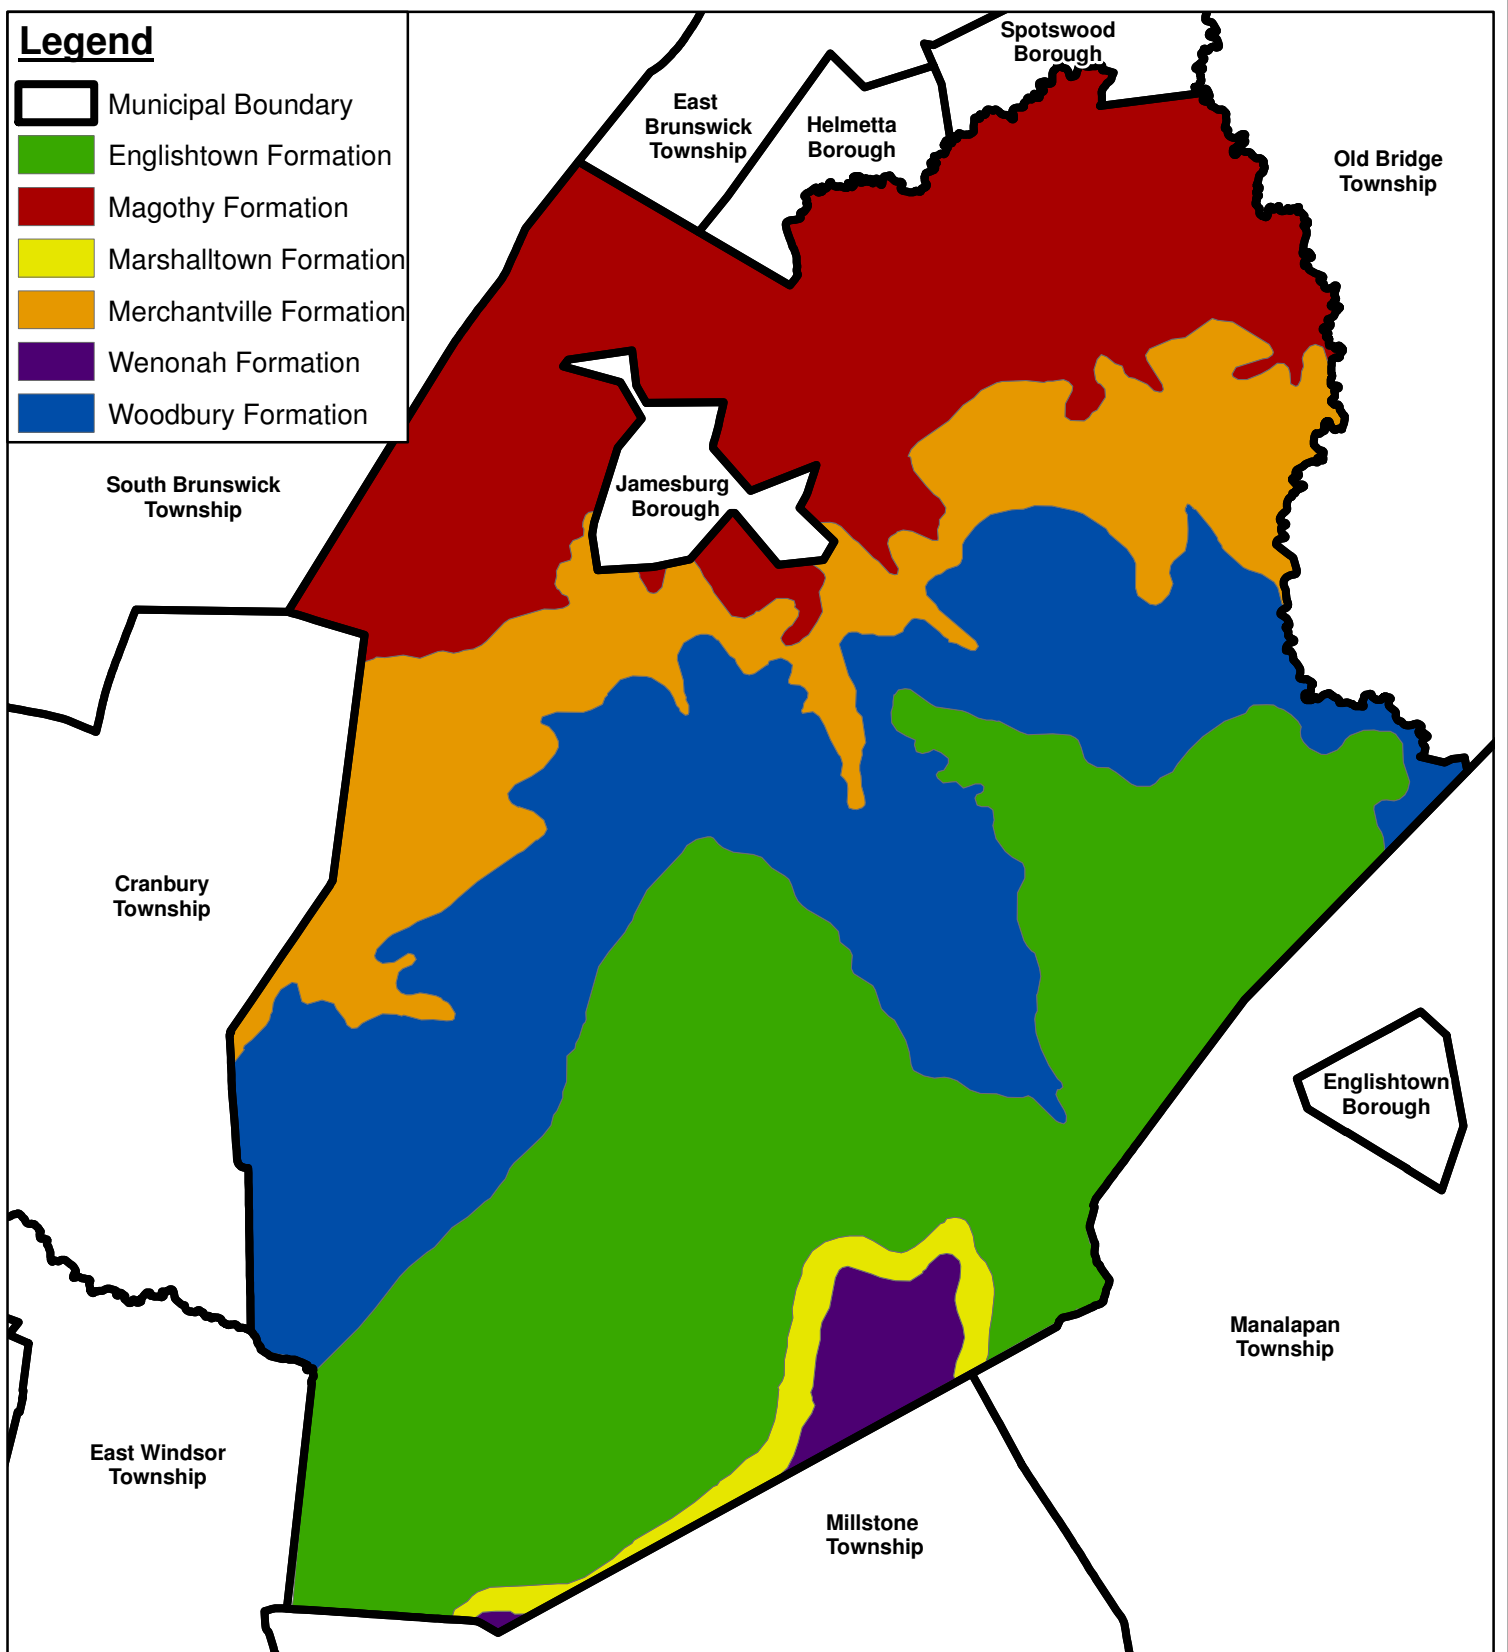 Legend
Municipal Boundary
Englishtown Formation
Magothy Formation
Marshalltown Formation
Merchantville Formation
Wenonah Formation
Woodbury Formation
Spotswood
Borough
East
Brunswick
Township
Helmetta
Borough
Old Bridge
Township
South Brunswick
Township
Jamesburg
Borough
Cranbury
Township
Englishtown
Borough
Manalapan
Township
East Windsor
Township
Millstone
Township